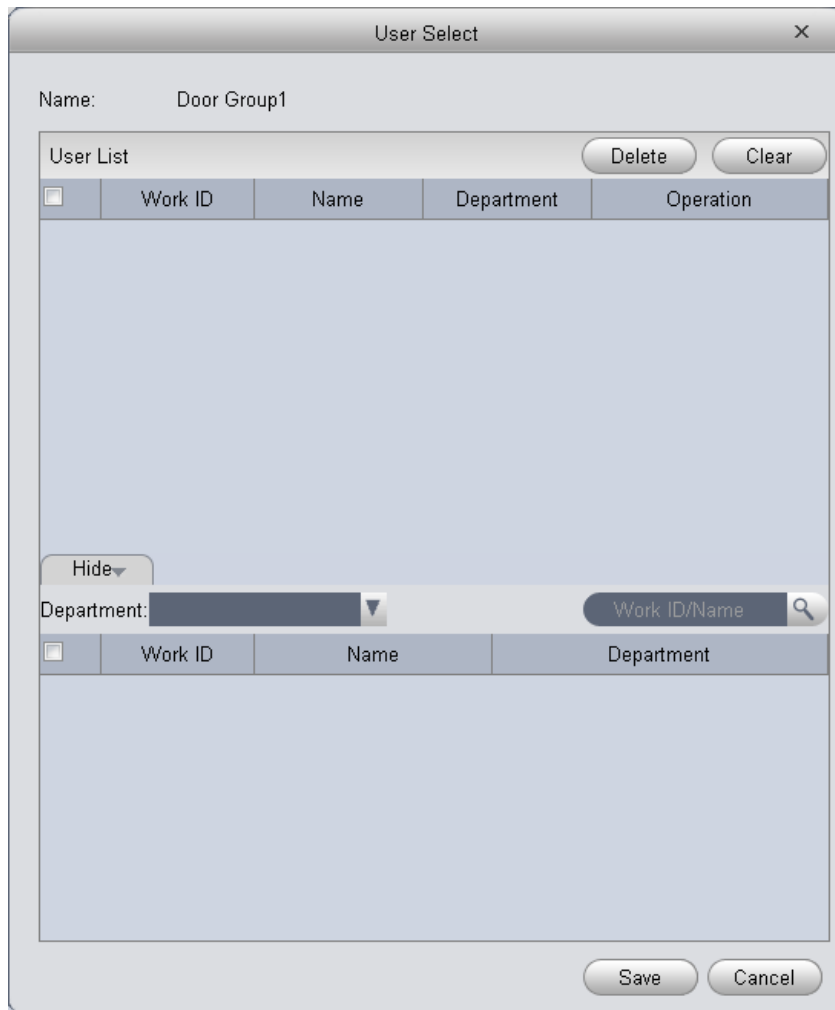 User Select
Name: Door Group1
User List Delete Clear
Work ID Name Department Operation
Hide
Department: Work ID/Name
Work ID Name Department
Save Cancel